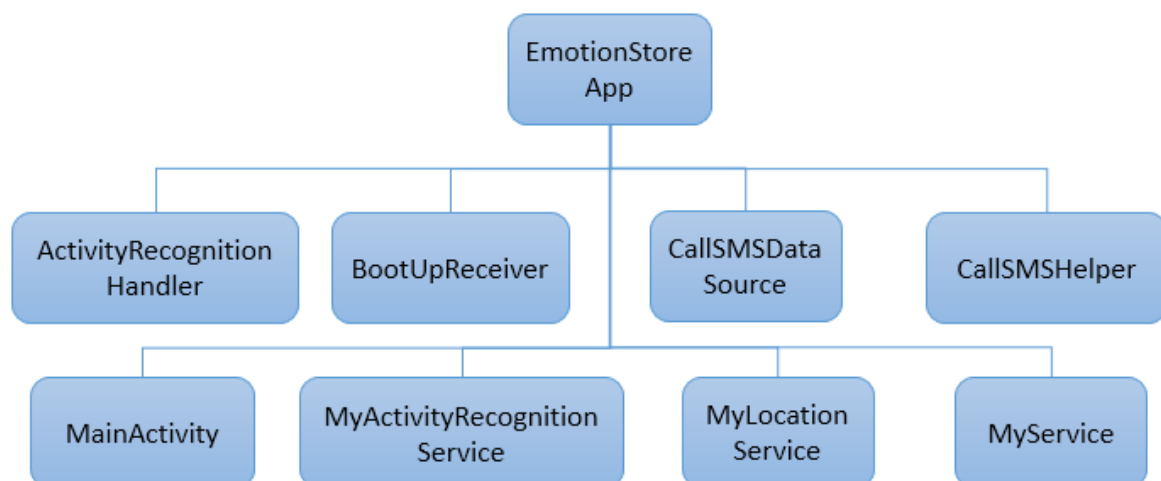 EmotionStore
App
ActivityRecognition
Handler
BootUpReceiver
CallSMSData
Source
CallSMSHelper
MainActivity
MyActivityRecognition
Service
MyLocation
Service
MyService